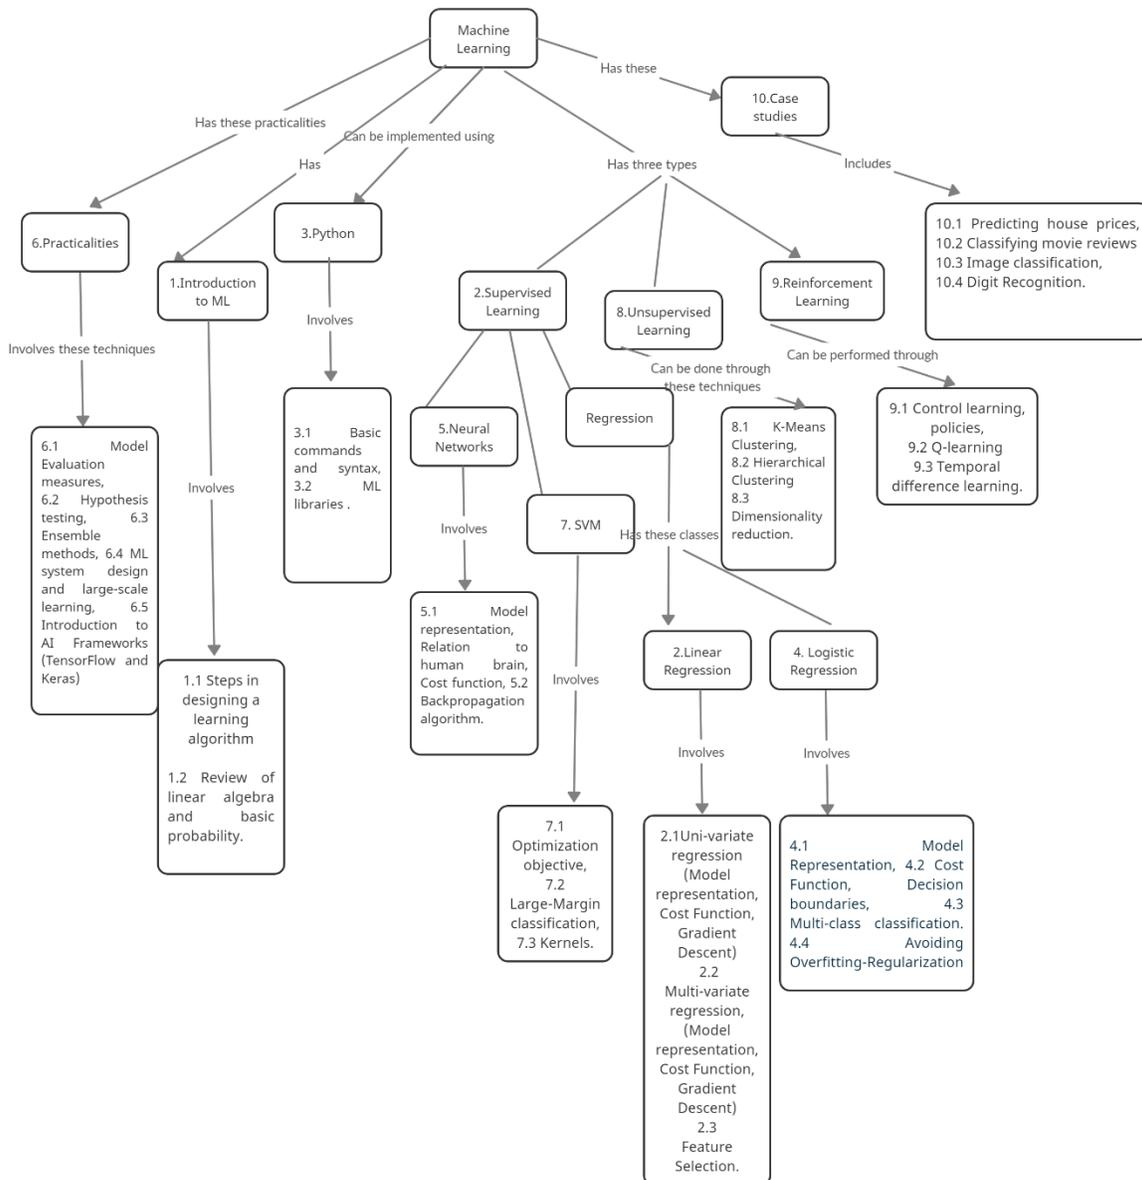 Machine
Learning
Has these
10.Case
studies
Has these practicalities
Can be implemented using
Has
Has three types
Includes
6.Practicalities
3.Python
1.Introduction
to ML
2.Supervised
Learning
8.Unsupervised
Learning
9.Reinforcement
Learning
10.1 Predicting house prices,
10.2 Classifying movie reviews
10.3 Image classification,
10.4 Digit Recognition.
Involves these techniques
Involves
Can be done through
these techniques
Can be performed through
6.1 Model
Evaluation
measures,
6.2 Hypothesis
testing, 6.3
Ensemble
methods, 6.4 ML
system design
and large-scale
learning, 6.5
Introduction to
AI Frameworks
(TensorFlow and
Keras)
Involves
3.1 Basic
commands
and syntax,
3.2 ML
libraries .
5.Neural
Networks
Regression
8.1 K-Means
Clustering,
8.2 Hierarchical
Clustering
8.3
Dimensionality
reduction.
9.1 Control learning,
policies,
9.2 Q-learning
9.3 Temporal
difference learning.
Involves
7. SVM
Has these classes
1.1 Steps in
designing a
learning
algorithm
1.2 Review of
linear algebra
and basic
probability.
5.1 Model
representation,
Relation to
human brain,
Cost function, 5.2
Backpropagation
algorithm.
Involves
2.Linear
Regression
4. Logistic
Regression
Involves
Involves
7.1
Optimization
objective,
7.2
Large-Margin
classification,
7.3 Kernels.
2.1Uni-variate
regression
(Model
representation,
Cost Function,
Gradient
Descent)
2.2
Multi-variate
regression,
(Model
representation,
Cost Function,
Gradient
Descent)
2.3
Feature
Selection.
4.1 Model
Representation, 4.2 Cost
Function, Decision
boundaries, 4.3
Multi-class classification.
4.4 Avoiding
Overfitting-Regularization